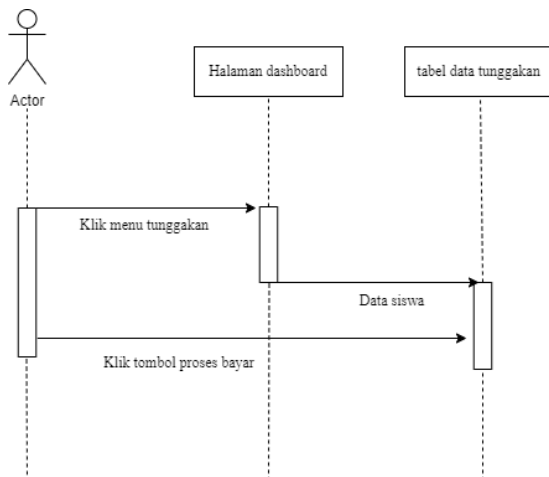 Actor
Halaman dashboard
tabel data tunggakan
Klik menu tunggakan
Data siswa
Klik tombol proses bayar